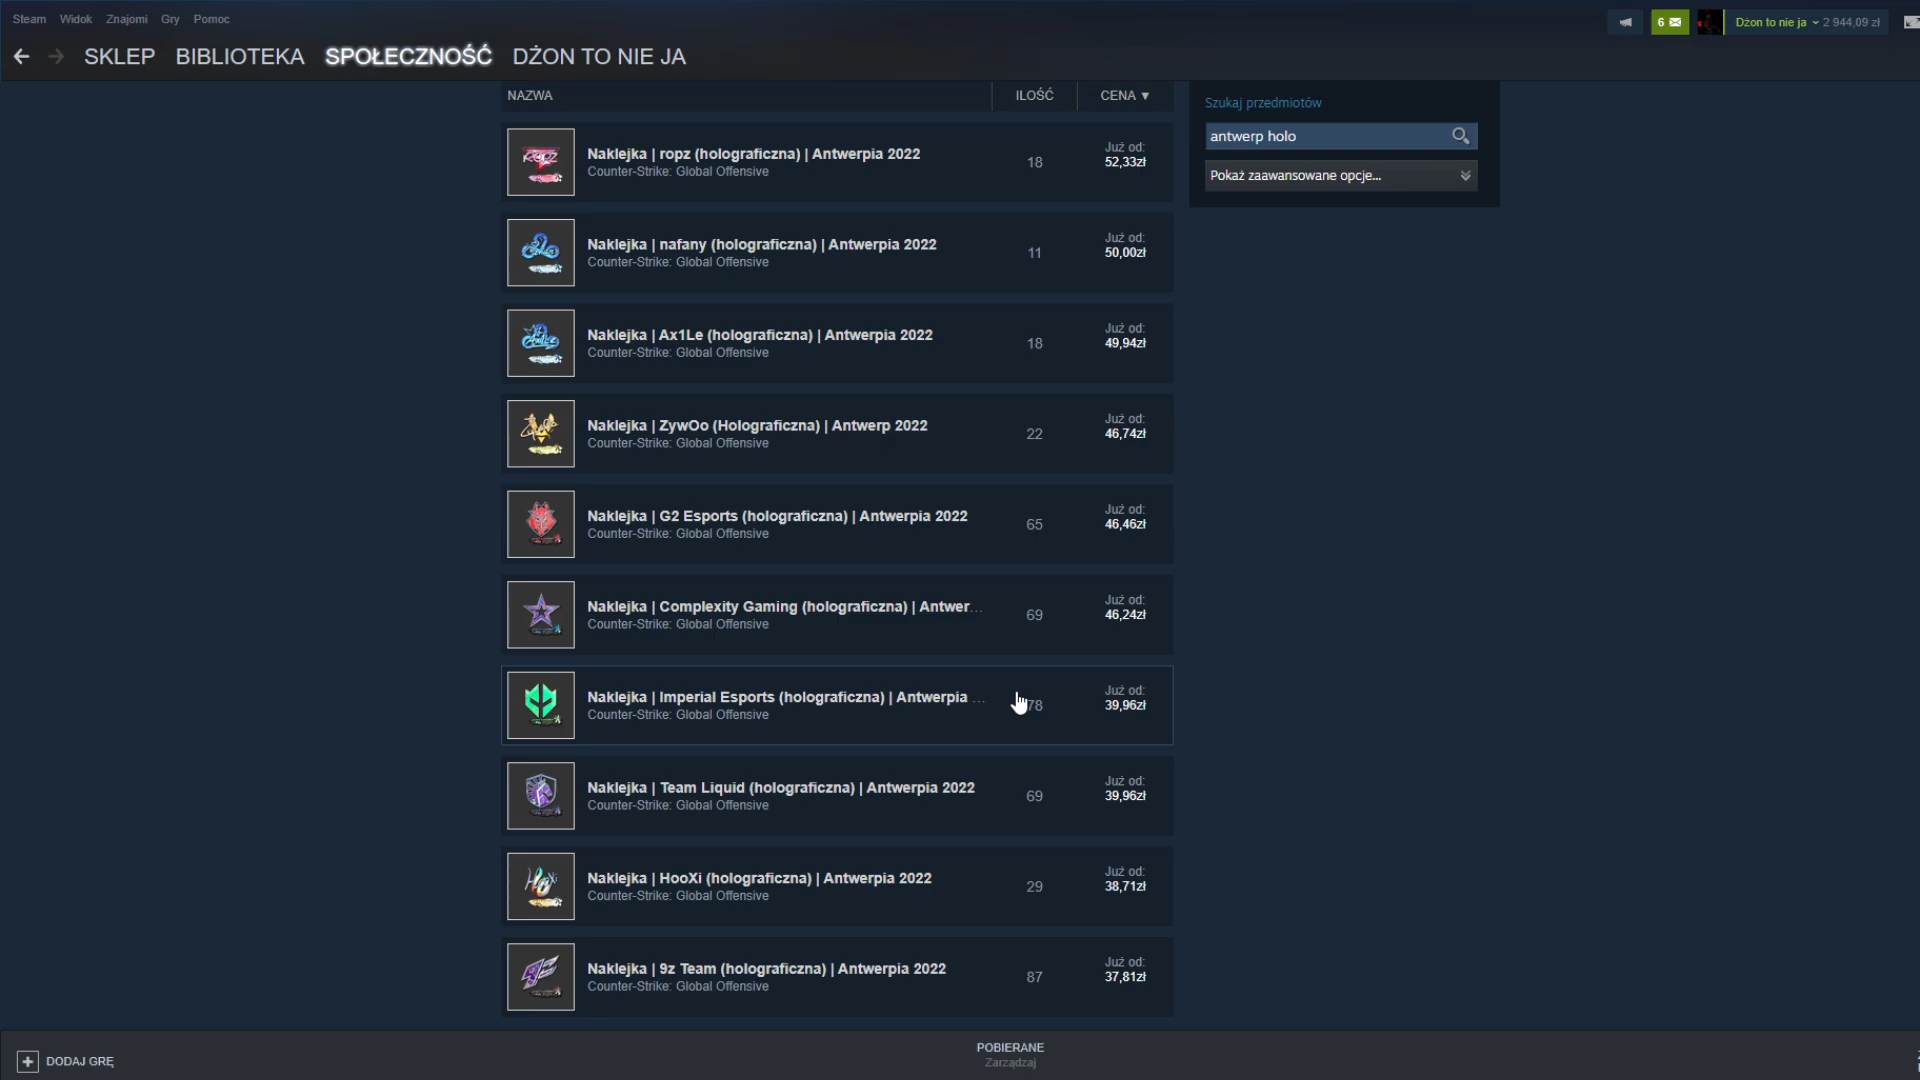 Steam Widok Znajomi Gry Pomoc
6 Dżon to nie ja 2 944,09 zł
SKLEP BIBLIOTEKA SPOŁECZNOŚĆ DŻON TO NIE JA
NAZWA ILOŚĆ CENA ▼
Szukaj przedmiotów
antwerp holo
Pokaż zaawansowane opcje...
Naklejka | ropz (holograficzna) | Antwerpia 2022
Counter-Strike: Global Offensive
18
Już od:
52,33zł
Naklejka | nafany (holograficzna) | Antwerpia 2022
Counter-Strike: Global Offensive
11
Już od:
50,00zł
Naklejka | Ax1Le (holograficzna) | Antwerpia 2022
Counter-Strike: Global Offensive
18
Już od:
49,94zł
Naklejka | ZywOo (Holograficzna) | Antwerp 2022
Counter-Strike: Global Offensive
22
Już od:
46,74zł
Naklejka | G2 Esports (holograficzna) | Antwerpia 2022
Counter-Strike: Global Offensive
65
Już od:
46,46zł
Naklejka | Complexity Gaming (holograficzna) | Antwer...
Counter-Strike: Global Offensive
69
Już od:
46,24zł
Naklejka | Imperial Esports (holograficzna) | Antwerpia ...
Counter-Strike: Global Offensive
78
Już od:
39,96zł
Naklejka | Team Liquid (holograficzna) | Antwerpia 2022
Counter-Strike: Global Offensive
69
Już od:
39,96zł
Naklejka | HooXi (holograficzna) | Antwerpia 2022
Counter-Strike: Global Offensive
29
Już od:
38,71zł
Naklejka | 9z Team (holograficzna) | Antwerpia 2022
Counter-Strike: Global Offensive
87
Już od:
37,81zł
DODAJ GRĘ
POBIERANE
Zarządzaj